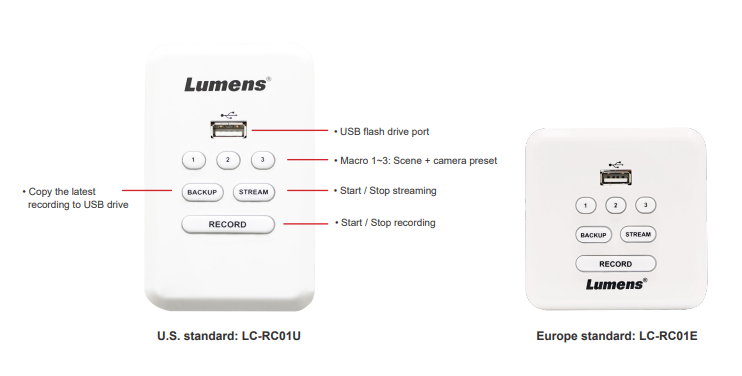 Lumens®
• USB flash drive port
1 2 3
• Macro 1~3: Scene + camera preset
• Copy the latest
recording to USB drive
BACKUP STREAM
• Start / Stop streaming
RECORD
• Start / Stop recording
U.S. standard: LC-RC01U
1 2 3
BACKUP STREAM
RECORD
Lumens®
Europe standard: LC-RC01E